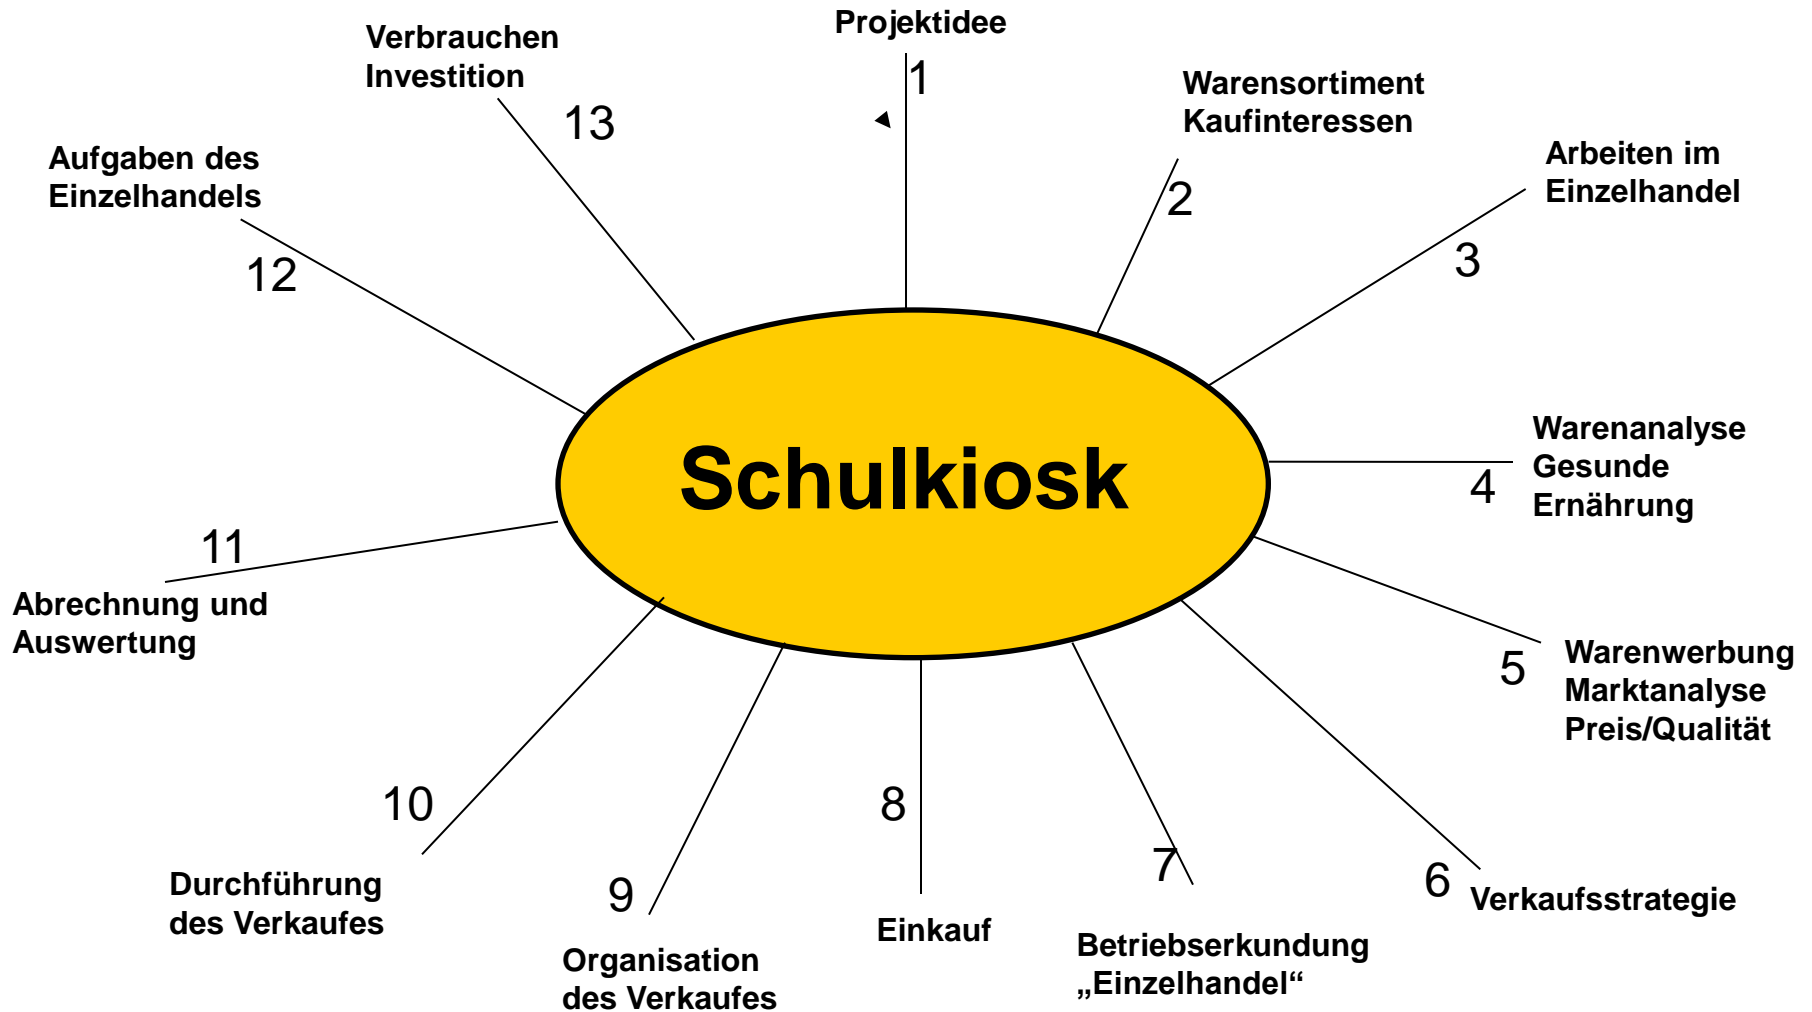 Projektidee
1
Warensortiment
Kaufinteressen
2
Arbeiten im
Einzelhandel
3
Warenanalyse
Gesunde
Ernährung
4
Warenwerbung
Marktanalyse
Preis/Qualität
5
Verkaufsstrategie
6
Betriebserkundung
„Einzelhandel“
7
Einkauf
8
Organisation
des Verkaufes
9
Durchführung
des Verkaufes
10
Abrechnung und
Auswertung
11
Aufgaben des
Einzelhandels
12
Verbrauchen
Investition
13
Schulkiosk